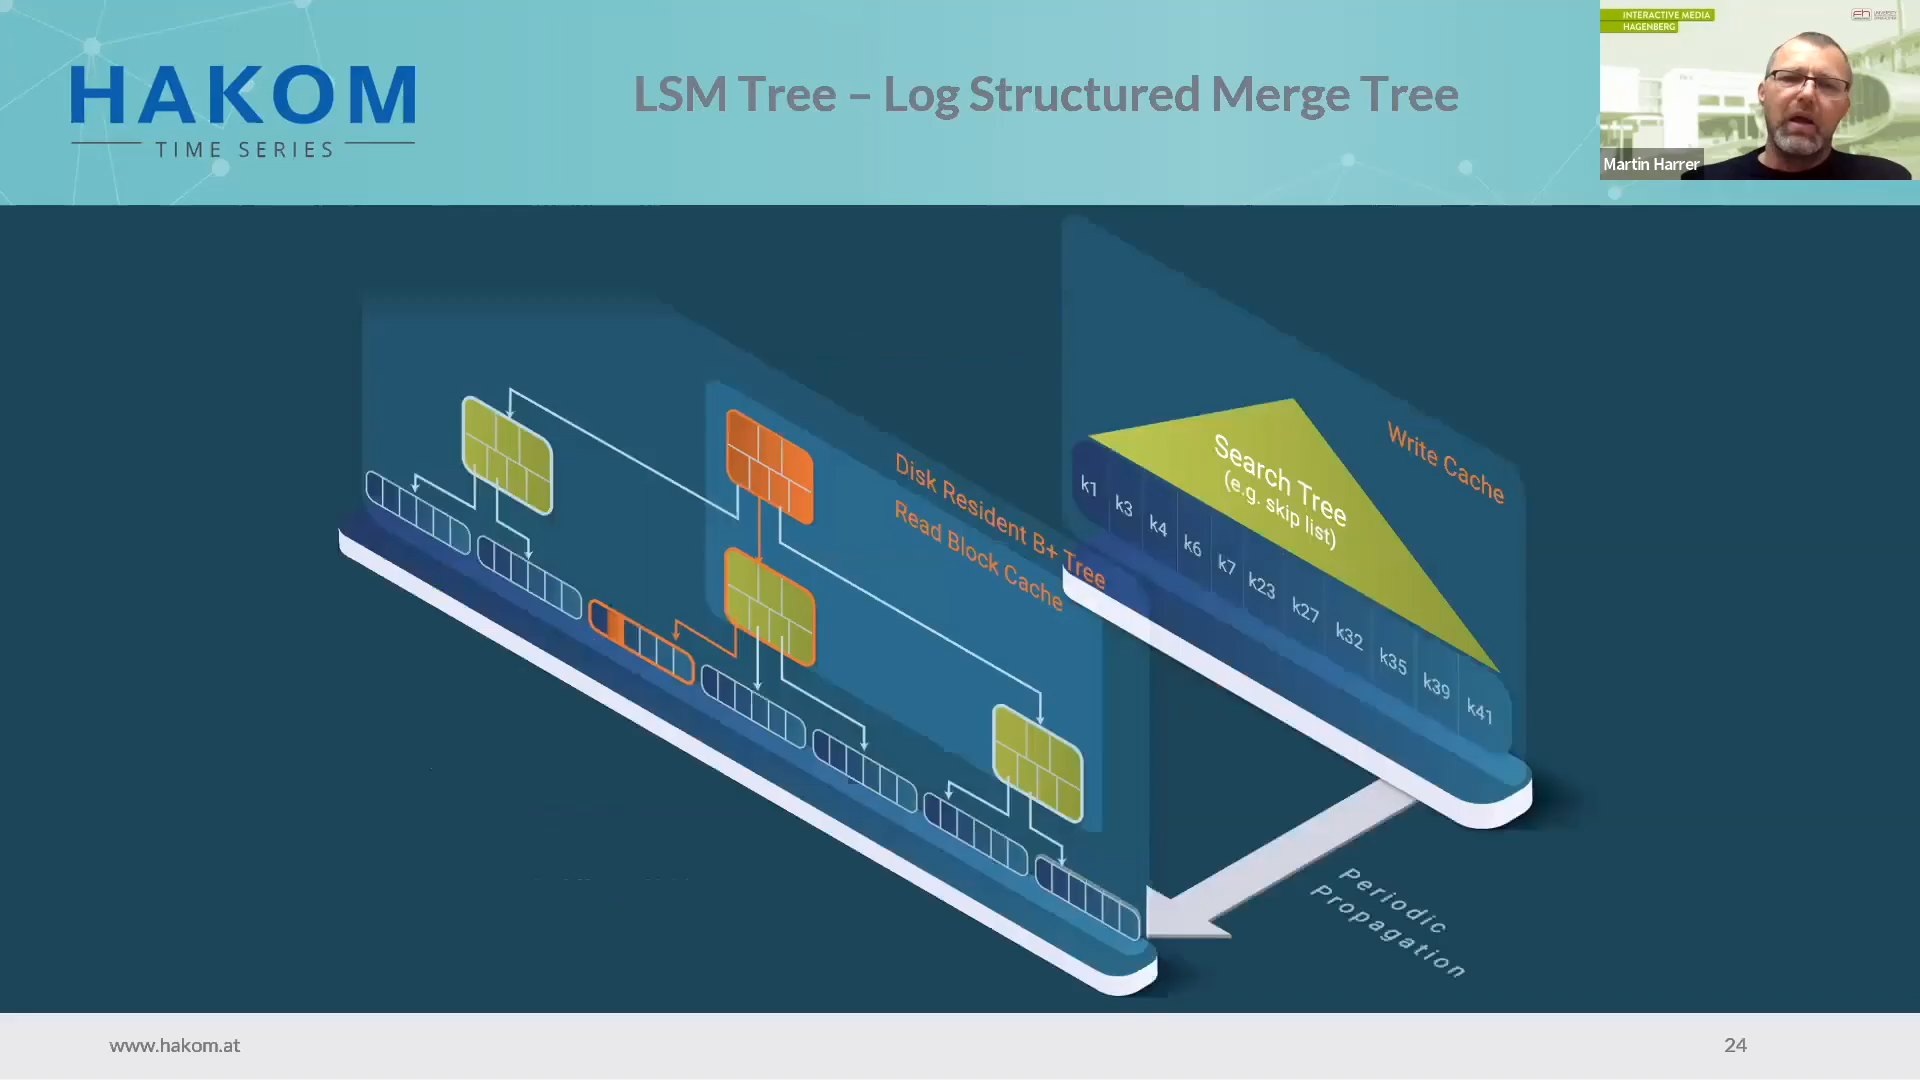 HAKOM
TIME SERIES
LSM Tree – Log Structured Merge Tree
INTERACTIVE MEDIA
HAGENBERG
Martin Harrer
Disk Resident B+ Tree
Read Block Cache
Search Tree
(e.g. skip list)
Write Cache
k1 k3 k4 k6 k7 k23 k27 k32 k35 k39 k41
Periodic
Propagation
www.hakom.at
24